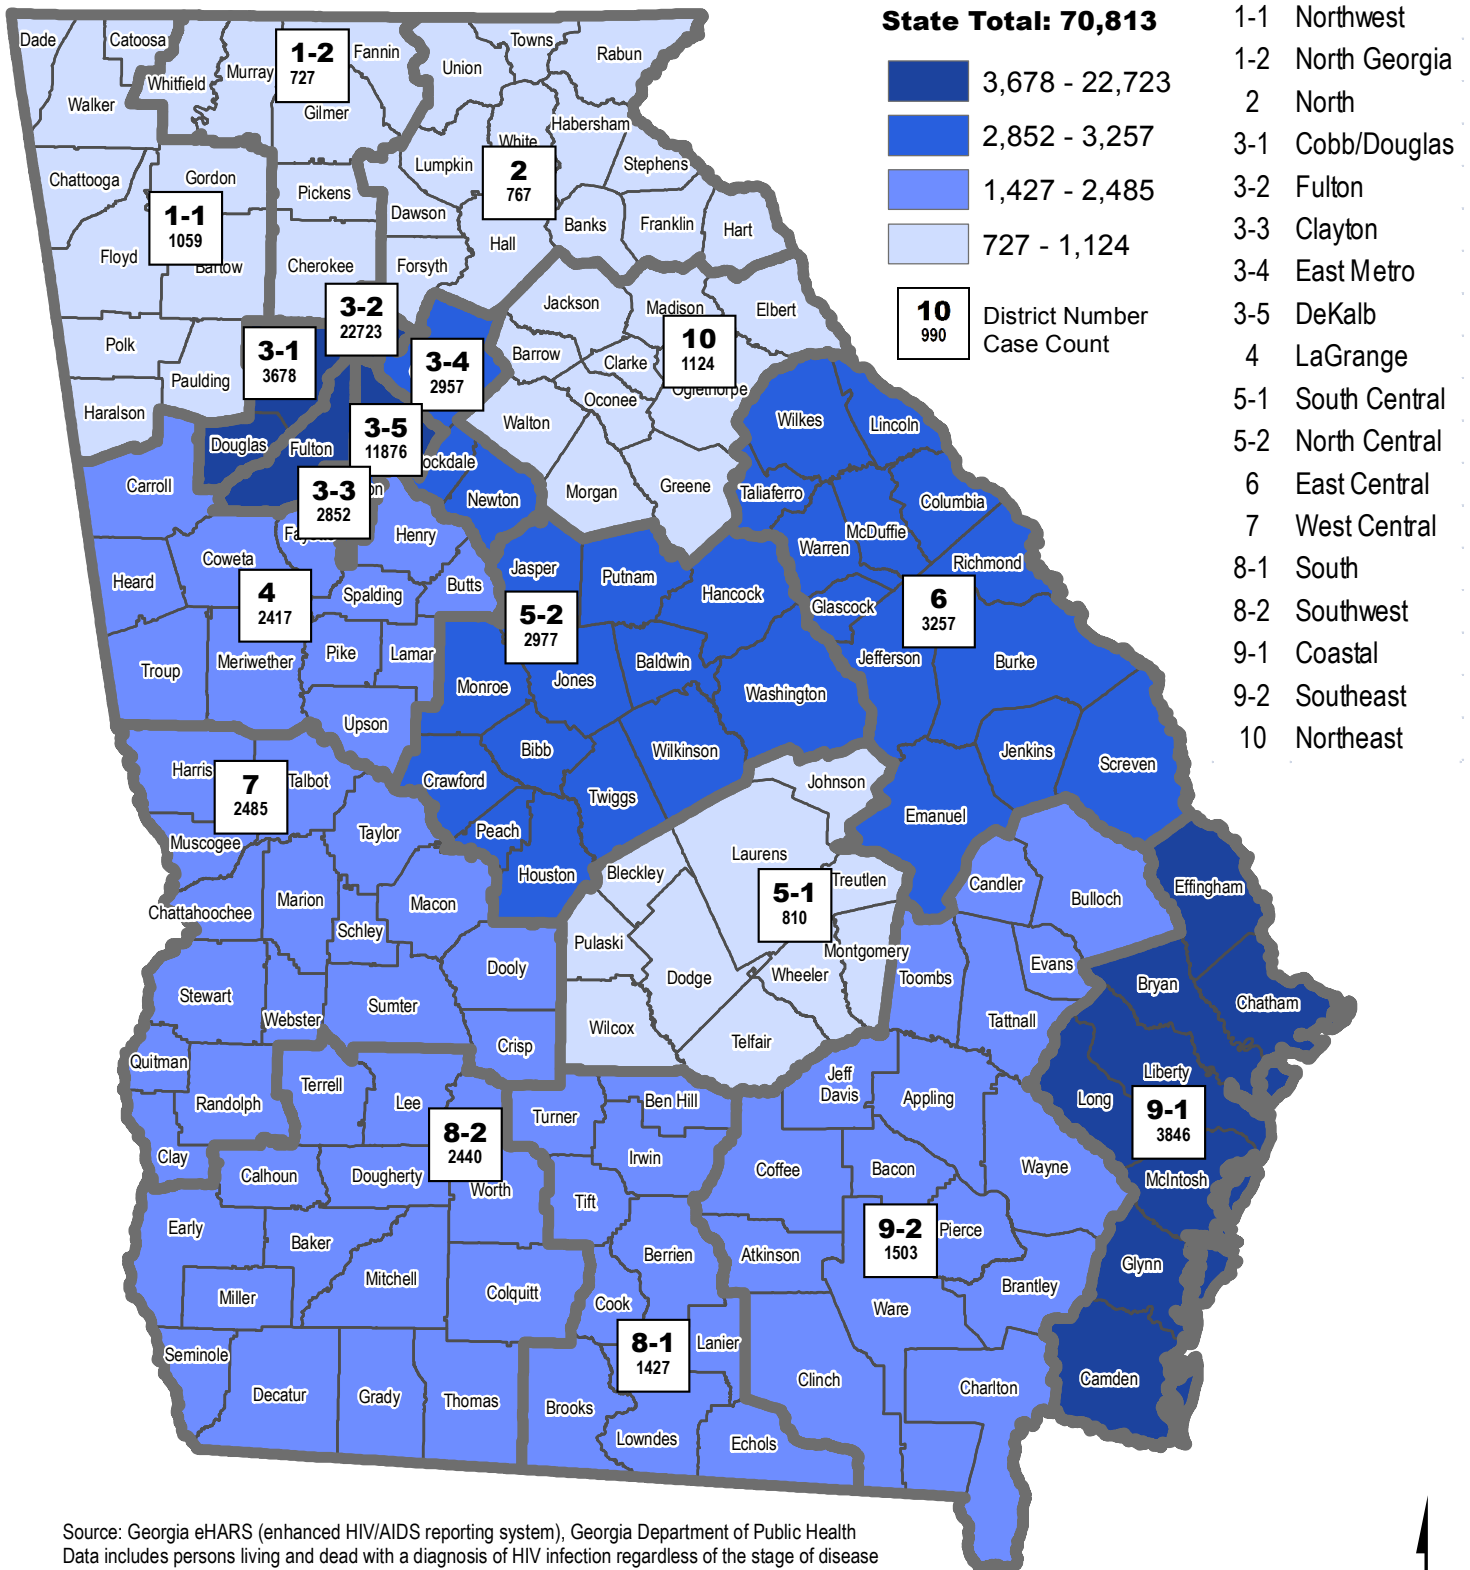 State Total: 70,813
3,678 - 22,723
2,852 - 3,257
1,427 - 2,485
727 - 1,124
10
990
District Number
Case Count
1-1 Northwest
1-2 North Georgia
2 North
3-1 Cobb/Douglas
3-2 Fulton
3-3 Clayton
3-4 East Metro
3-5 DeKalb
4 LaGrange
5-1 South Central
5-2 North Central
6 East Central
7 West Central
8-1 South
8-2 Southwest
9-1 Coastal
9-2 Southeast
10 Northeast
Dade
Catoosa
Whitfield
Murray
1-2
727
Fannin
Union
Towns
Rabun
Walker
Gilmer
Habersham
White
Lumpkin
2
767
Stephens
Chattooga
Gordon
Pickens
Dawson
Banks
Franklin
Hart
1-1
1059
Floyd
Bartow
Cherokee
Forsyth
Hall
Jackson
Madison
Elbert
3-2
22723
Polk
3-1
3678
3-4
2957
Barrow
Clarke
10
1124
Oglethorpe
Paulding
Haralson
Oconee
Walton
Wilkes
Lincoln
Douglas
Fulton
3-5
11876
ockdale
Carroll
3-3
2852
on
Newton
Morgan
Greene
Taliaferro
Columbia
McDuffie
Warren
Richmond
Fayette
Henry
Coweta
Heard
4
2417
Spalding
Butts
Jasper
Putnam
Hancock
Glascock
6
3257
5-2
2977
Troup
Meriwether
Pike
Lamar
Monroe
Jones
Baldwin
Washington
Jefferson
Burke
Upson
Bibb
Wilkinson
Jenkins
Screven
Harris
7
2485
Talbot
Crawford
Twiggs
Johnson
Emanuel
Muscogee
Taylor
Peach
Houston
Laurens
Bleckley
Treutlen
Candler
Bulloch
Effingham
Chattahoochee
Marion
Macon
Schley
5-1
810
Pulaski
Dodge
Wheeler
Montgomery
Toombs
Evans
Bryan
Chatham
Stewart
Webster
Sumter
Dooly
Wilcox
Telfair
Tattnall
Crisp
Quitman
Randolph
Terrell
Lee
Turner
Ben Hill
Jeff
Davis
Appling
Liberty
Long
9-1
3846
8-2
2440
Clay
Calhoun
Dougherty
Worth
Irwin
Tift
Coffee
Bacon
Wayne
McIntosh
Early
Baker
Mitchell
Berrien
Atkinson
9-2
1503
Pierce
Glynn
Miller
Colquitt
Cook
Ware
Brantley
8-1
1427
Lanier
Seminole
Decatur
Grady
Thomas
Brooks
Lowndes
Echols
Clinch
Charlton
Camden
Source: Georgia eHARS (enhanced HIV/AIDS reporting system), Georgia Department of Public Health
Data includes persons living and dead with a diagnosis of HIV infection regardless of the stage of disease